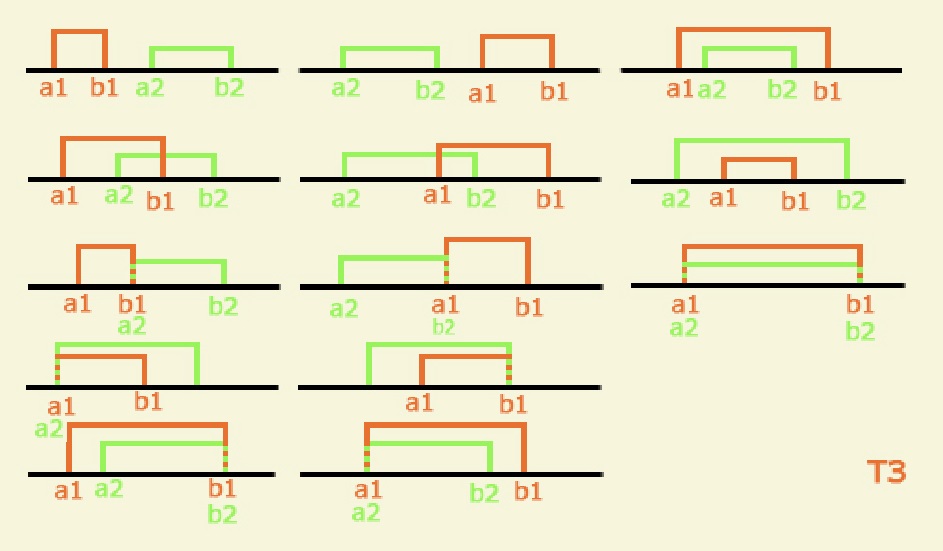 a1 b1 a2 b2
a2 b2 a1 b1
a1 a2 b2 b1
a1 a2 b1 b2
a2 a1 b2 b1
a2 a1 b1 b2
a1 b1 b2
a2
a2 a1 b1
b2
a1 b1
a2 b2
a1 b1
a2
a1 b1
a1 a2 b1
b2
a1 b2 b1
a2
T3